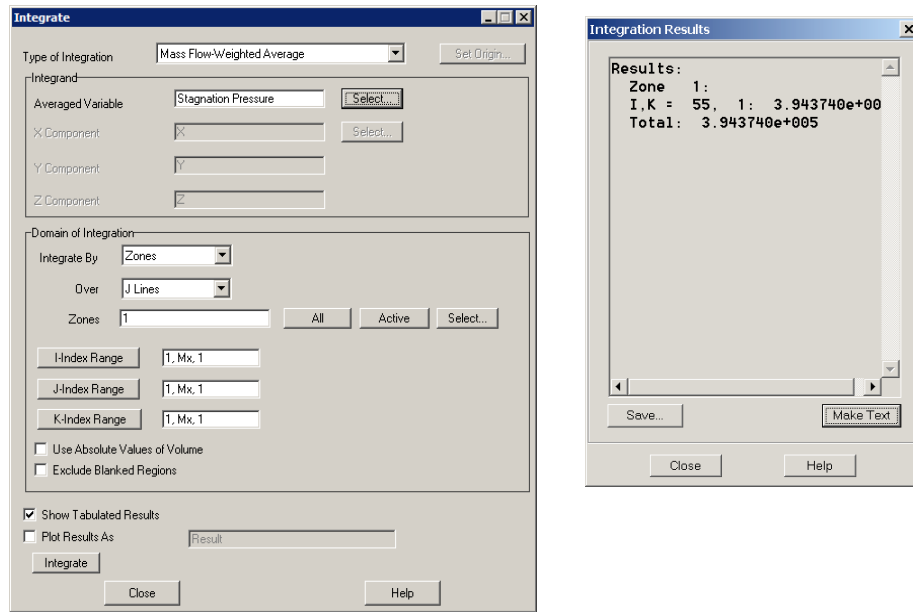 Integrate
Type of Integration Mass Flow-Weighted Average Set Origin...
Integrand
Averaged Variable Stagnation Pressure Select...
X Component X Select...
Y Component Y
Z Component Z
Domain of Integration
Integrate By Zones
Over J Lines
Zones 1 All Active Select...
I-Index Range 1, Mx, 1
J-Index Range 1, Mx, 1
K-Index Range 1, Mx, 1
Use Absolute Values of Volume
Exclude Blanked Regions
Show Tabulated Results
Plot Results As Result
Integrate
Close Help
Integration Results
Results:
Zone 1:
I,K = 55, 1: 3.943740e+00
Total: 3.943740e+005
Save... Make Text
Close Help